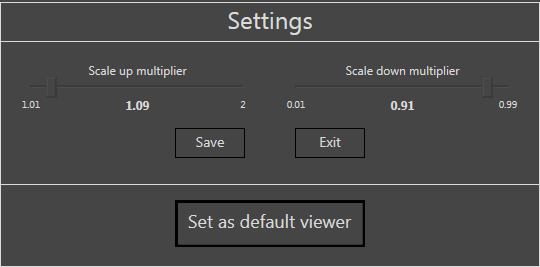 Settings
Scale up multiplier Scale down multiplier
1.01 1.09 2 0.01 0.91 0.99
Save Exit
Set as default viewer